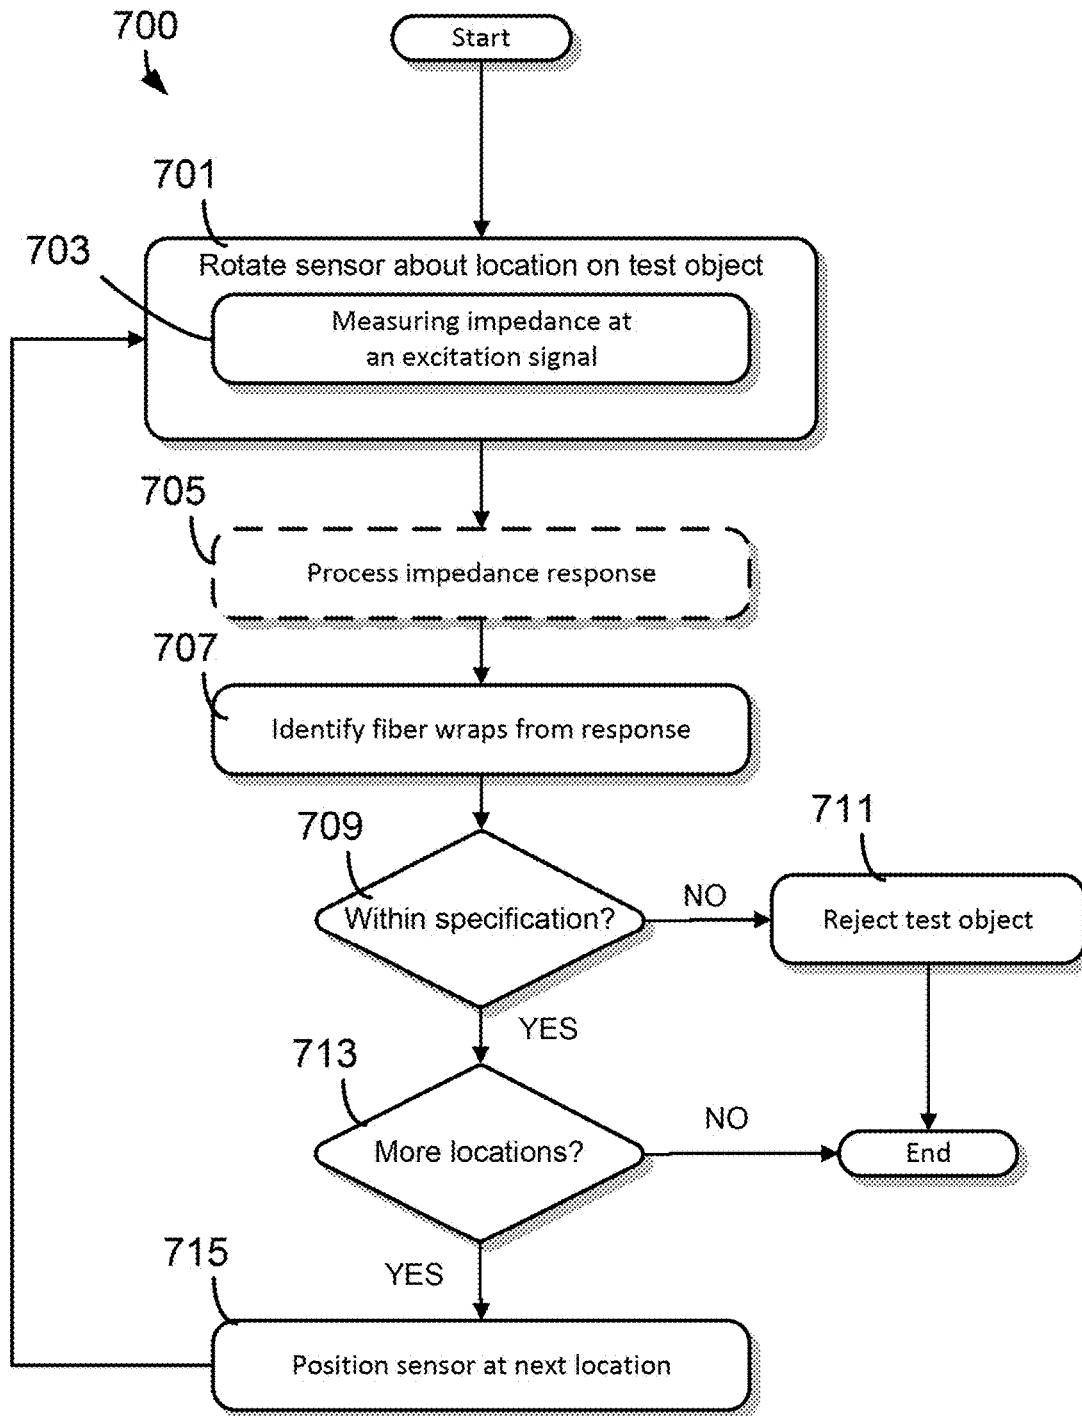 700
Start
701
703
Rotate sensor about location on test object
Measuring impedance at
an excitation signal
705
Process impedance response
707
Identify fiber wraps from response
709
711
Within specification?
NO
Reject test object
YES
713
More locations?
NO
End
715
YES
Position sensor at next location